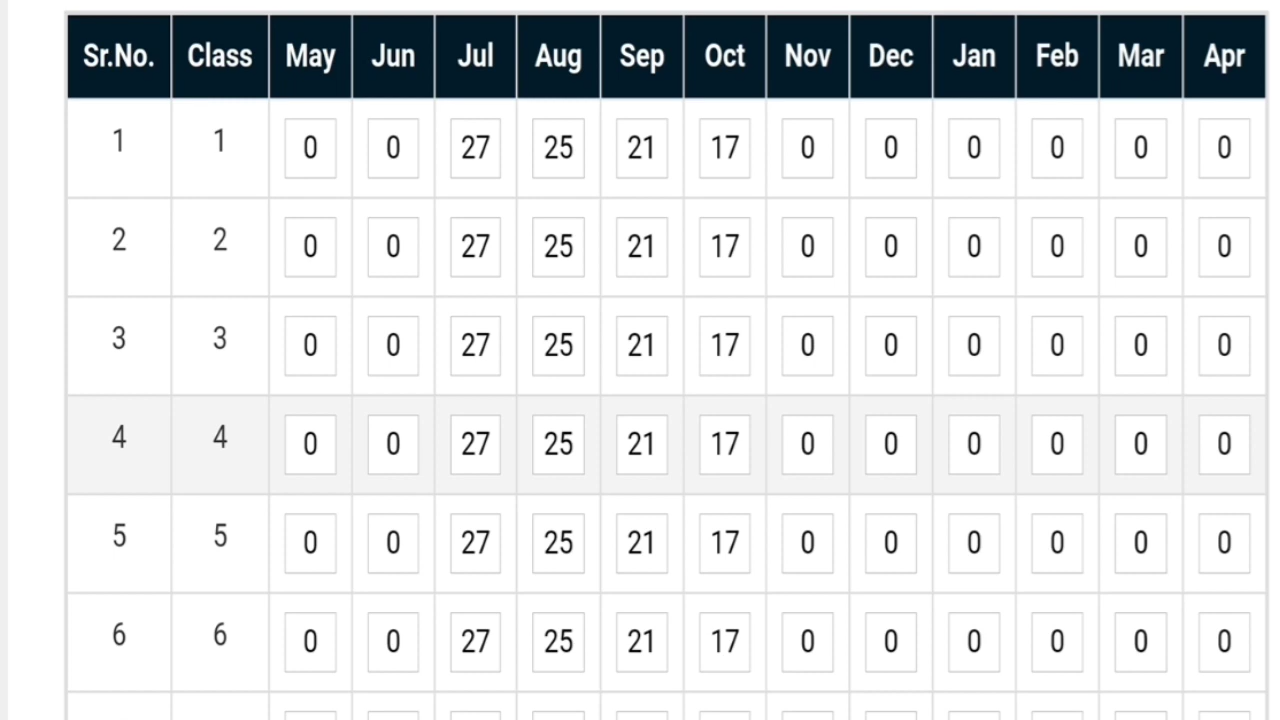 Sr.No. Class May Jun Jul Aug Sep Oct Nov Dec Jan Feb Mar Apr
1 1 0 0 27 25 21 17 0 0 0 0 0 0
2 2 0 0 27 25 21 17 0 0 0 0 0 0
3 3 0 0 27 25 21 17 0 0 0 0 0 0
4 4 0 0 27 25 21 17 0 0 0 0 0 0
5 5 0 0 27 25 21 17 0 0 0 0 0 0
6 6 0 0 27 25 21 17 0 0 0 0 0 0